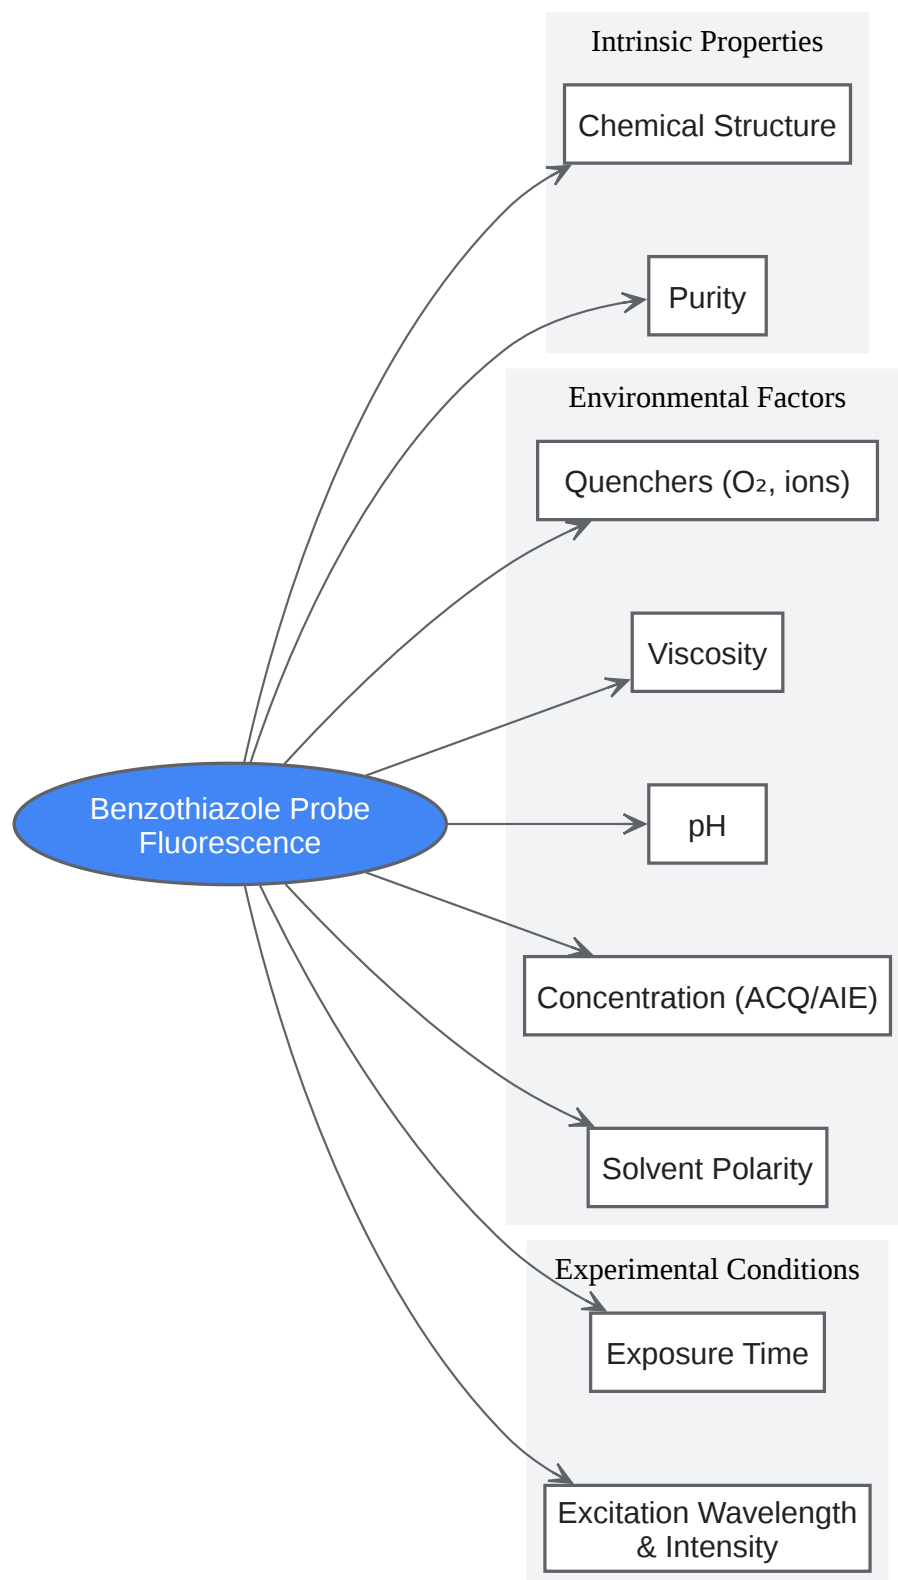 Intrinsic Properties
Chemical Structure
Purity
Environmental Factors
Quenchers (O₂, ions)
Viscosity
Benzothiazole Probe
Fluorescence
pH
Concentration (ACQ/AIE)
Solvent Polarity
Experimental Conditions
Exposure Time
Excitation Wavelength
& Intensity